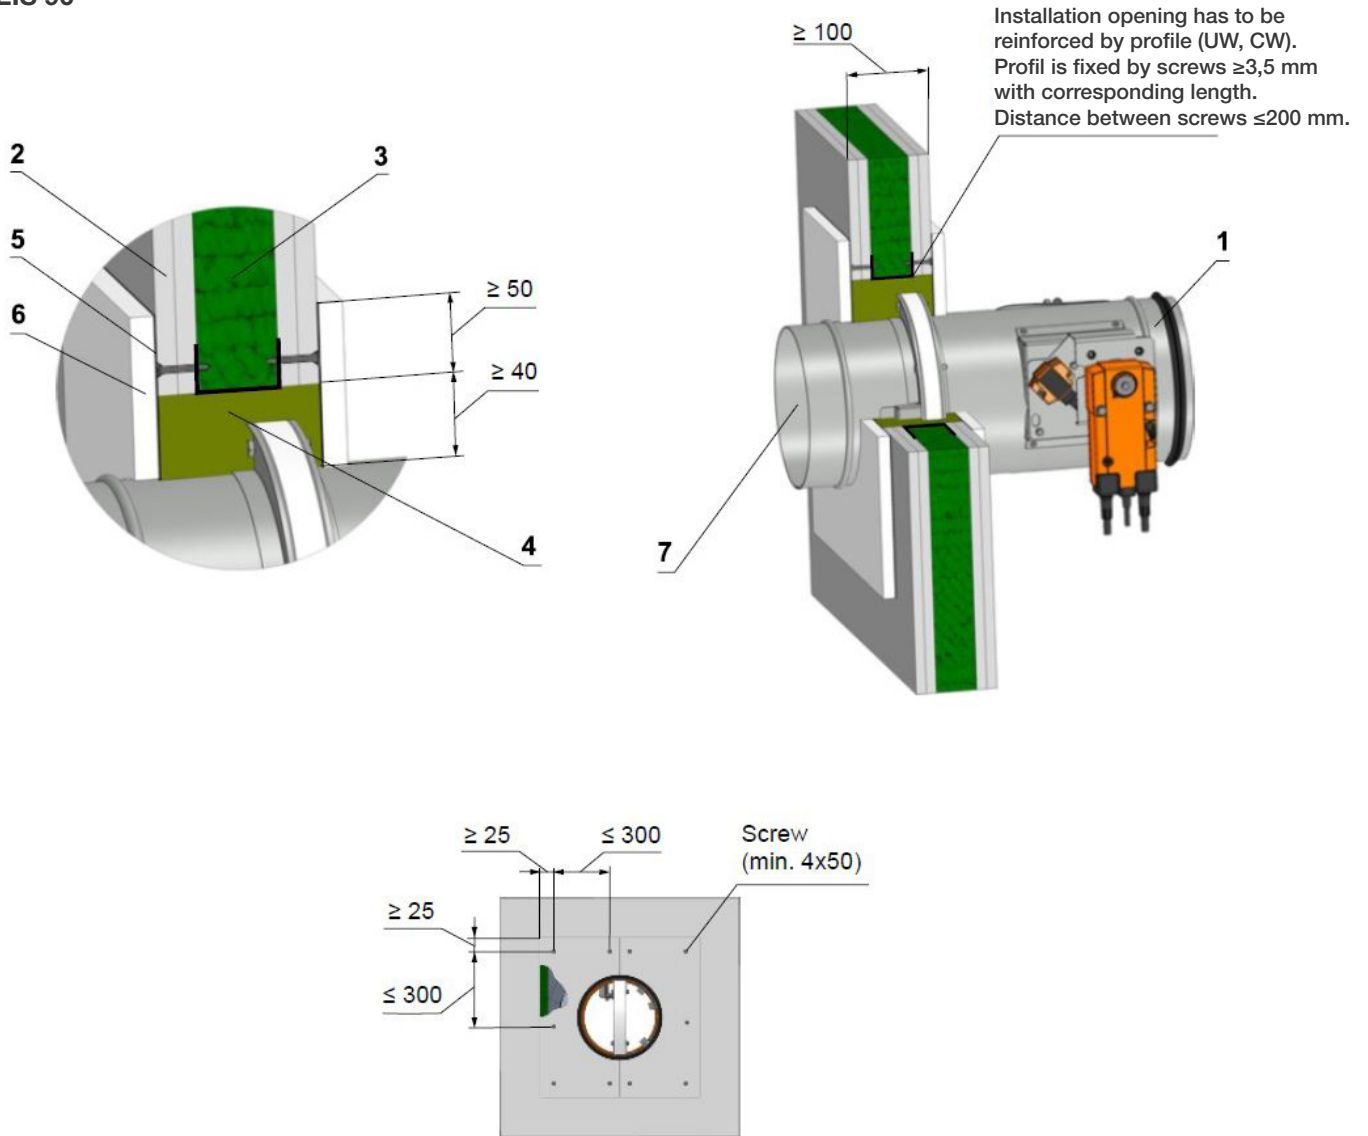 Installation opening has to be
reinforced by profile (UW, CW).
Profil is fixed by screws ≥3,5 mm
with corresponding length.
Distance between screws ≤200 mm.
≥ 100
2
3
5
6
≥ 50
≥ 40
4
1
7
≥ 25
≤ 300
Screw
(min. 4x50)
≥ 25
≤ 300